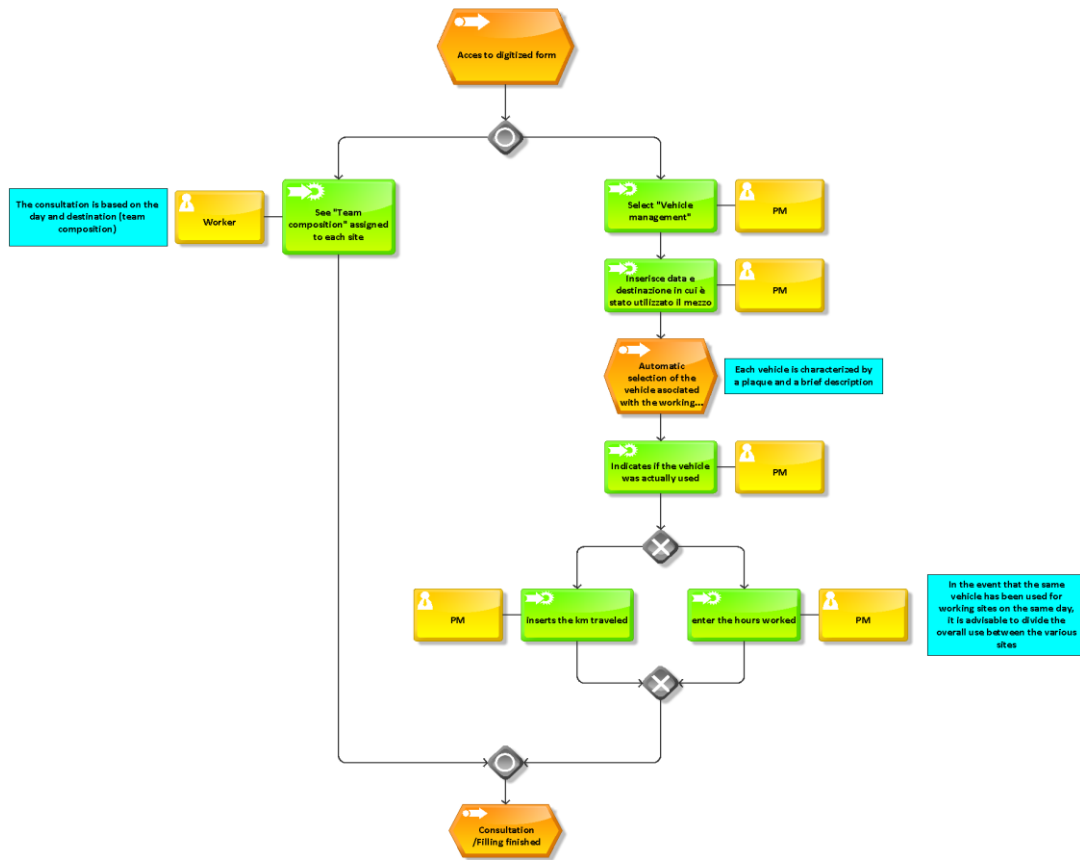 Acces to digitized form
The consultation is based on the
day and destination (team
composition)
Worker
See "Team
composition" assigned
to each site
Select "Vehicle
management"
PM
Inserisce data e
destinazione in cui è
stato utilizzato il mezzo
PM
Automatic
selection of the
vehicle asociated
with the working...
Each vehicle is characterized by
a plaque and a brief description
Indicates if the vehicle
was actually used
PM
PM
inserts the km traveled
enter the hours worked
PM
In the event that the same
vehicle has been used for
working sites on the same day,
it is advisable to divide the
overall use between the various
sites
Consultation
/Filling finished